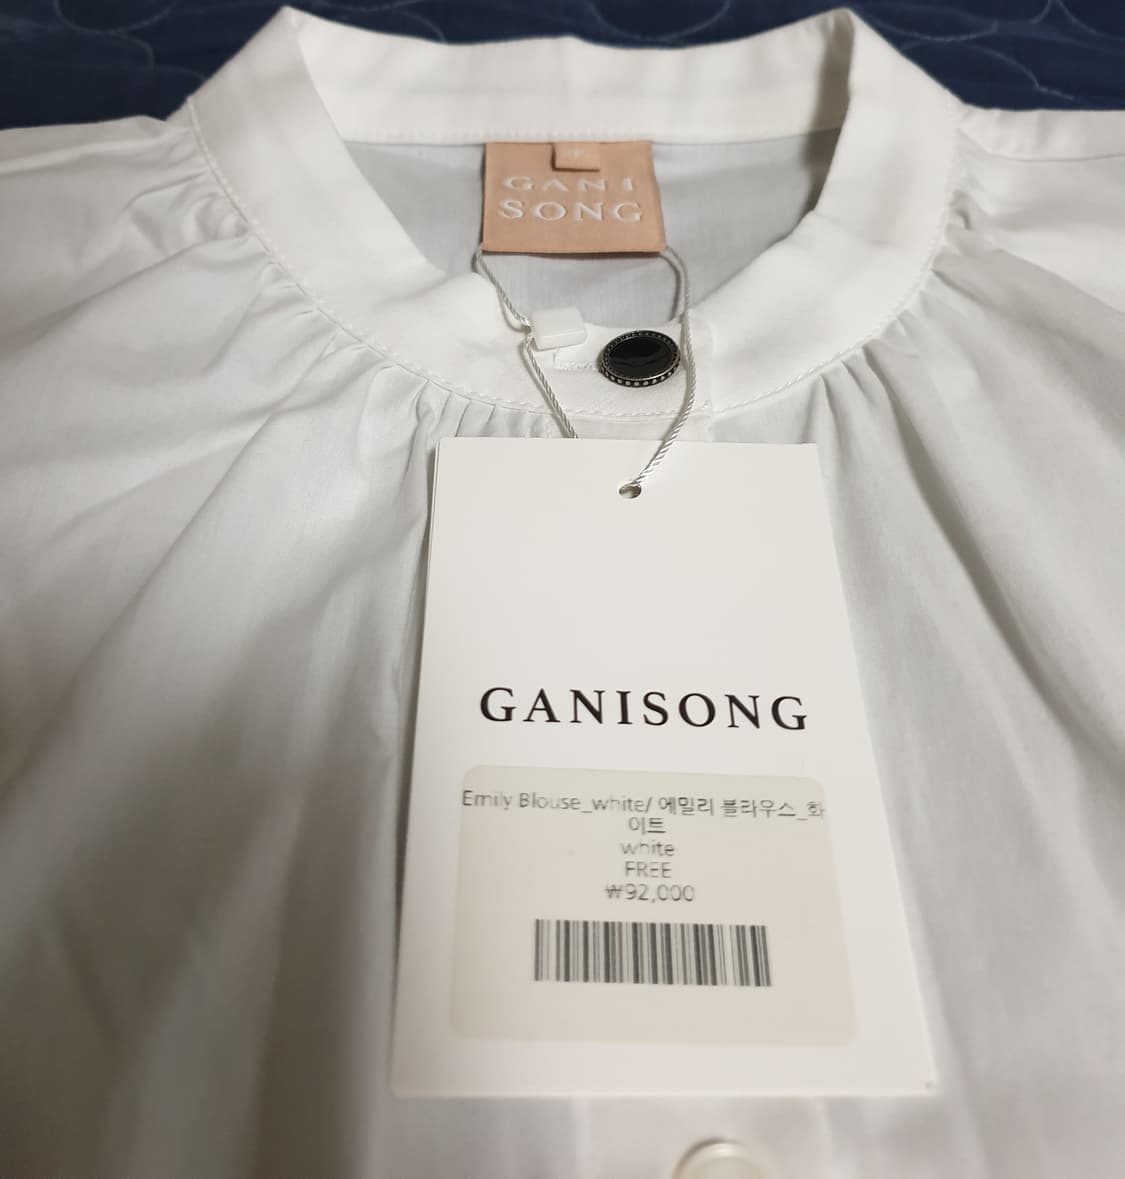 GANI
SONG
GANISONG
Emily Blouse_white/ 에밀리 블라우스_화
이트
white
FREE
₩92,000